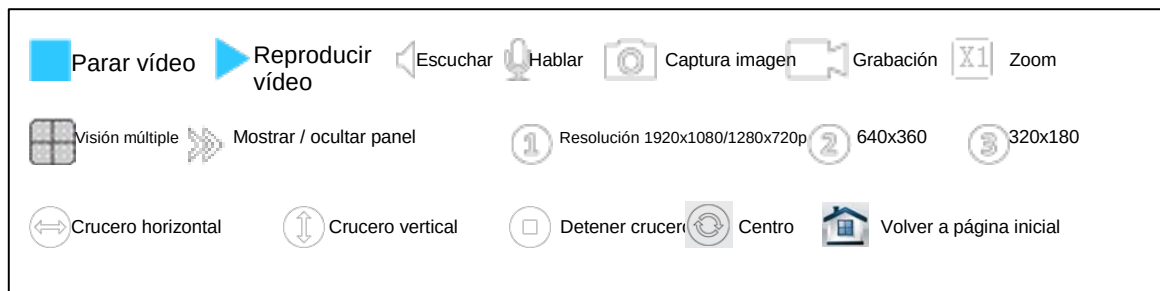 Parar vídeo Reproducir vídeo Escuchar Hablar Captura imagen Grabación X1 Zoom
Visión múltiple Mostrar / ocultar panel 1 Resolución 1920x1080/1280x720p 2 640x360 3 320x180
Crucero horizontal Crucero vertical Detener crucero Centro Volver a página inicial